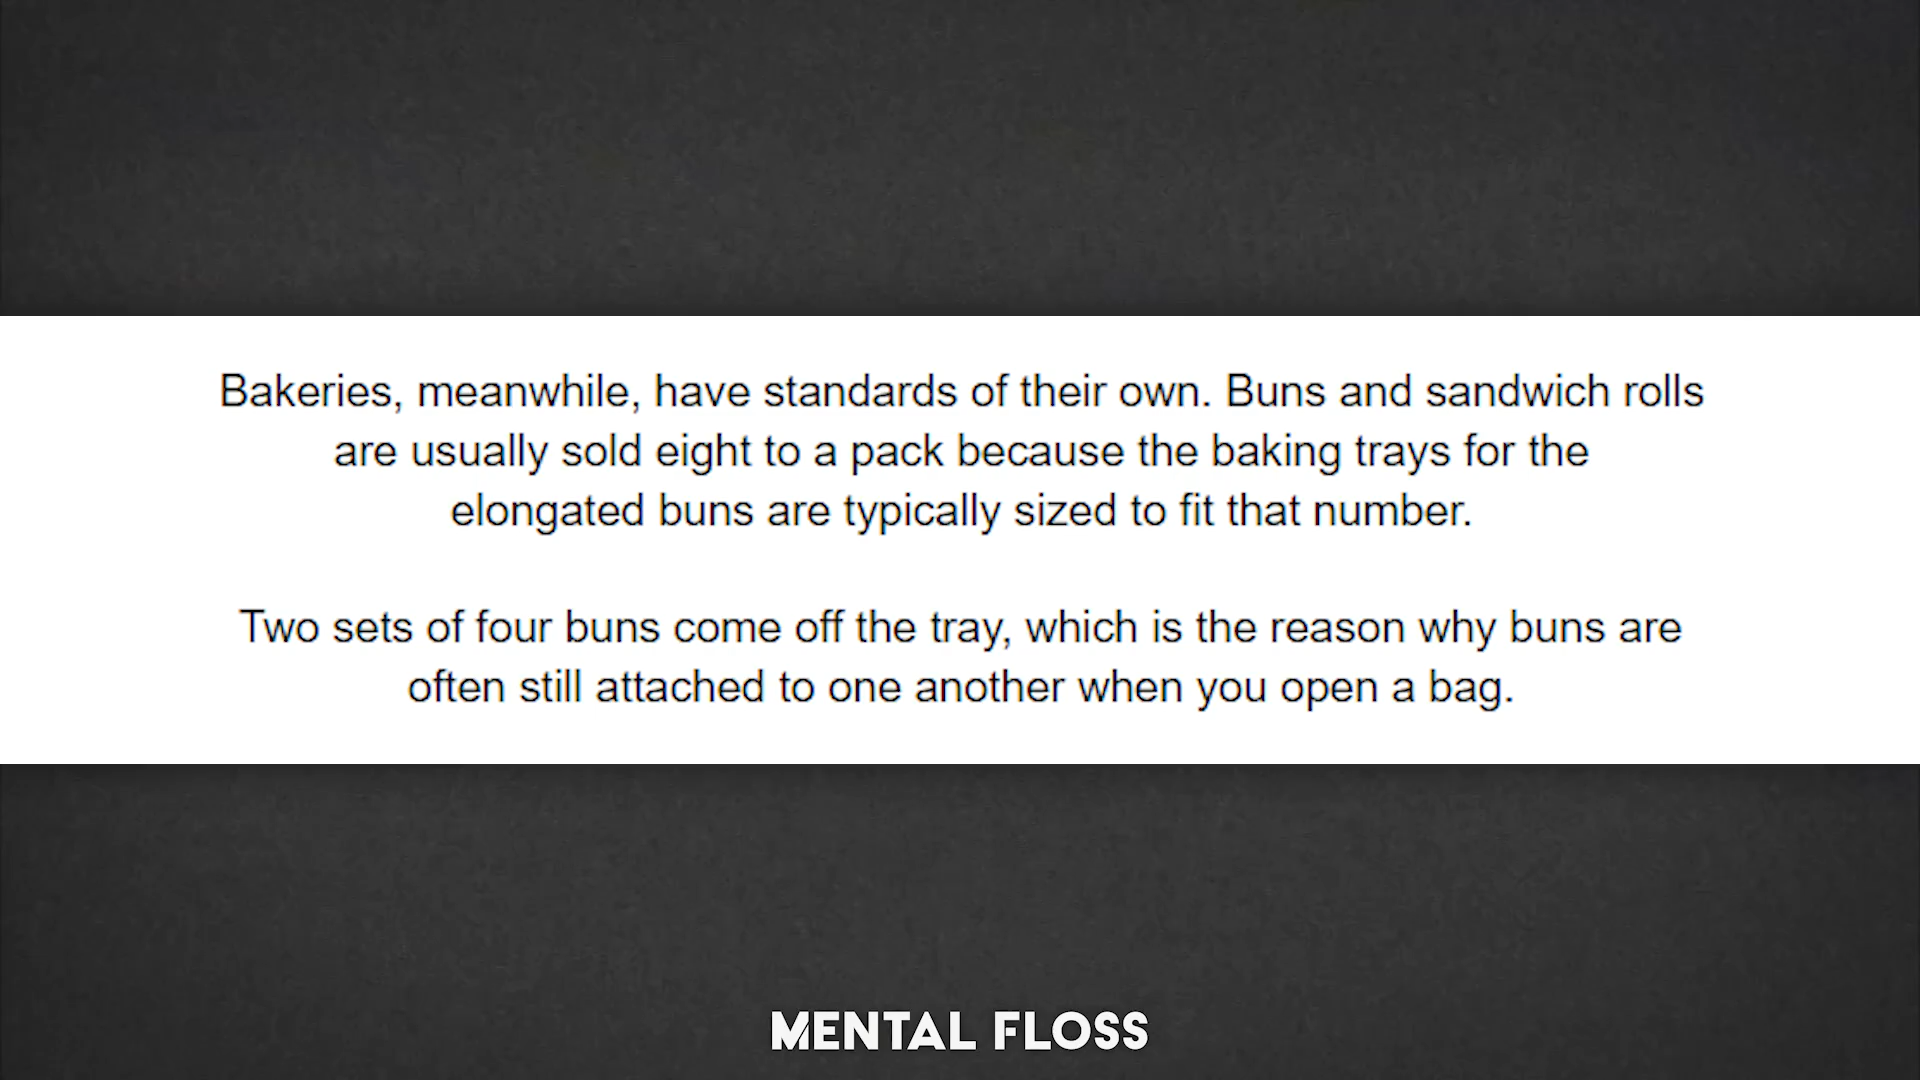 Bakeries, meanwhile, have standards of their own. Buns and sandwich rolls
are usually sold eight to a pack because the baking trays for the
elongated buns are typically sized to fit that number.
Two sets of four buns come off the tray, which is the reason why buns are
often still attached to one another when you open a bag.
MENTAL FLOSS